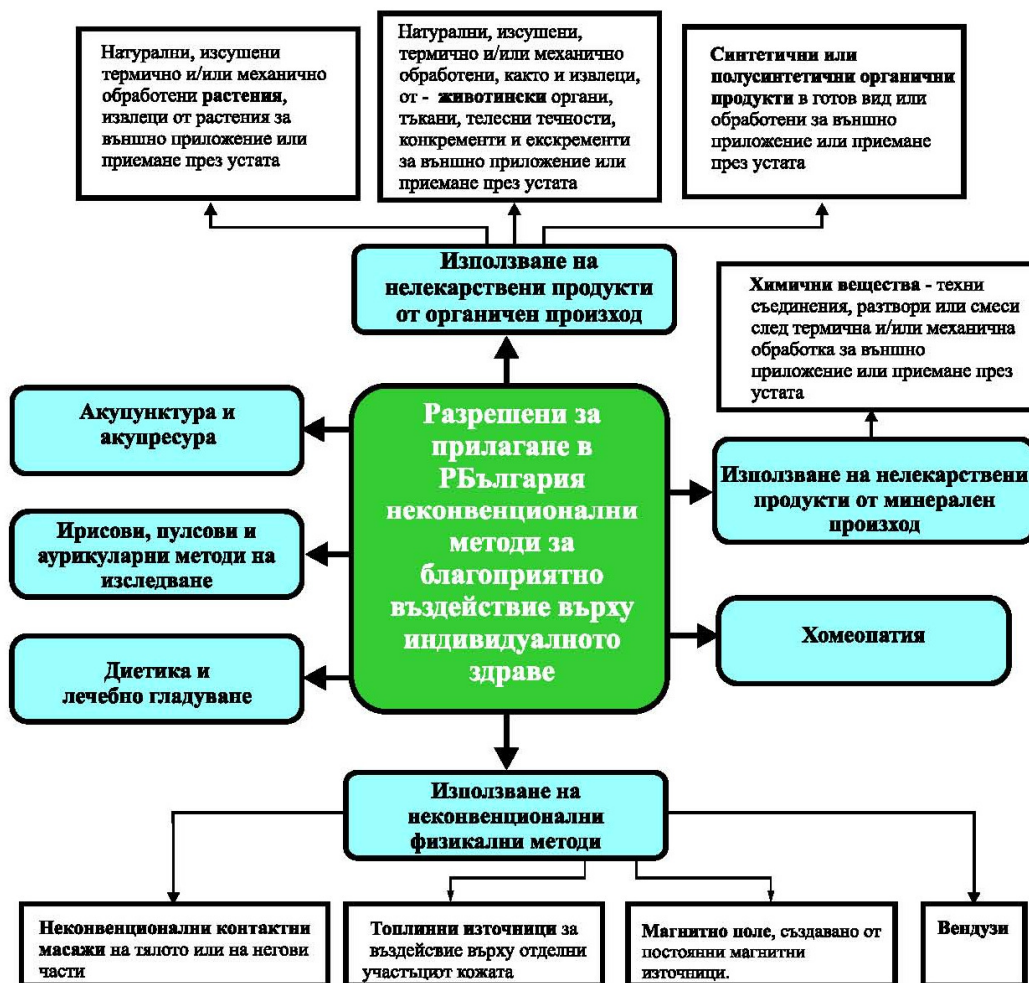 Натурални, изсушени
термично и/или механично
обработени растения,
извлеци от растения за
външно приложение или
приемане през устата
Натурални, изсушени,
термично и/или механично
обработени, както и извлеци,
от - животински органи,
тъкани, телесни течности,
конкременти и екскременти
за външно приложение или
приемане през устата
Синтетични или
полусинтетични органични
продукти в готов вид или
обработени за външно
приложение или приемане
през устата
Използване на
нелекарствени продукти
от органичен произход
Химични вещества - техни
съединения, разтвори или смеси
след термична и/или механична
обработка за външно
приложение или приемане през
устата
Акупунктура и
акупресура
Разрешени за
прилагане в
РБългария
неконвенционални
методи за
благоприятно
въздействие върху
индивидуалното
здраве
Използване на нелекарствени
продукти от минерален
произход
Ирисови, пулсови и
аурикуларни методи на
изследване
Хомеопатия
Диетика и
лечебно гладуване
Използване на
неконвенционални
физикални методи
Неконвенционални контактни
масажи на тялото или на негови
части
Топлинни източници за
въздействие върху отделни
участъциот кожата
Магнитно поле, създавано от
постоянни магнитни
източници.
Вендузи